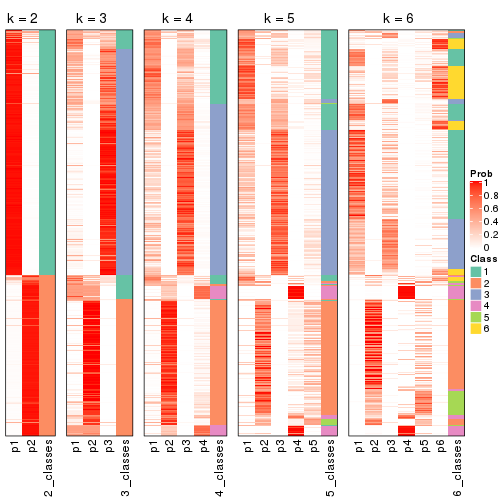 k = 2
k = 3
k = 4
k = 5
k = 6
Prob
1
0.8
0.6
0.4
0.2
0
Class
1
2
3
4
5
6
p1
p2
2_classes
p1
p2
p3
3_classes
p1
p2
p3
p4
4_classes
p1
p2
p3
p4
p5
5_classes
p1
p2
p3
p4
p5
p6
6_classes